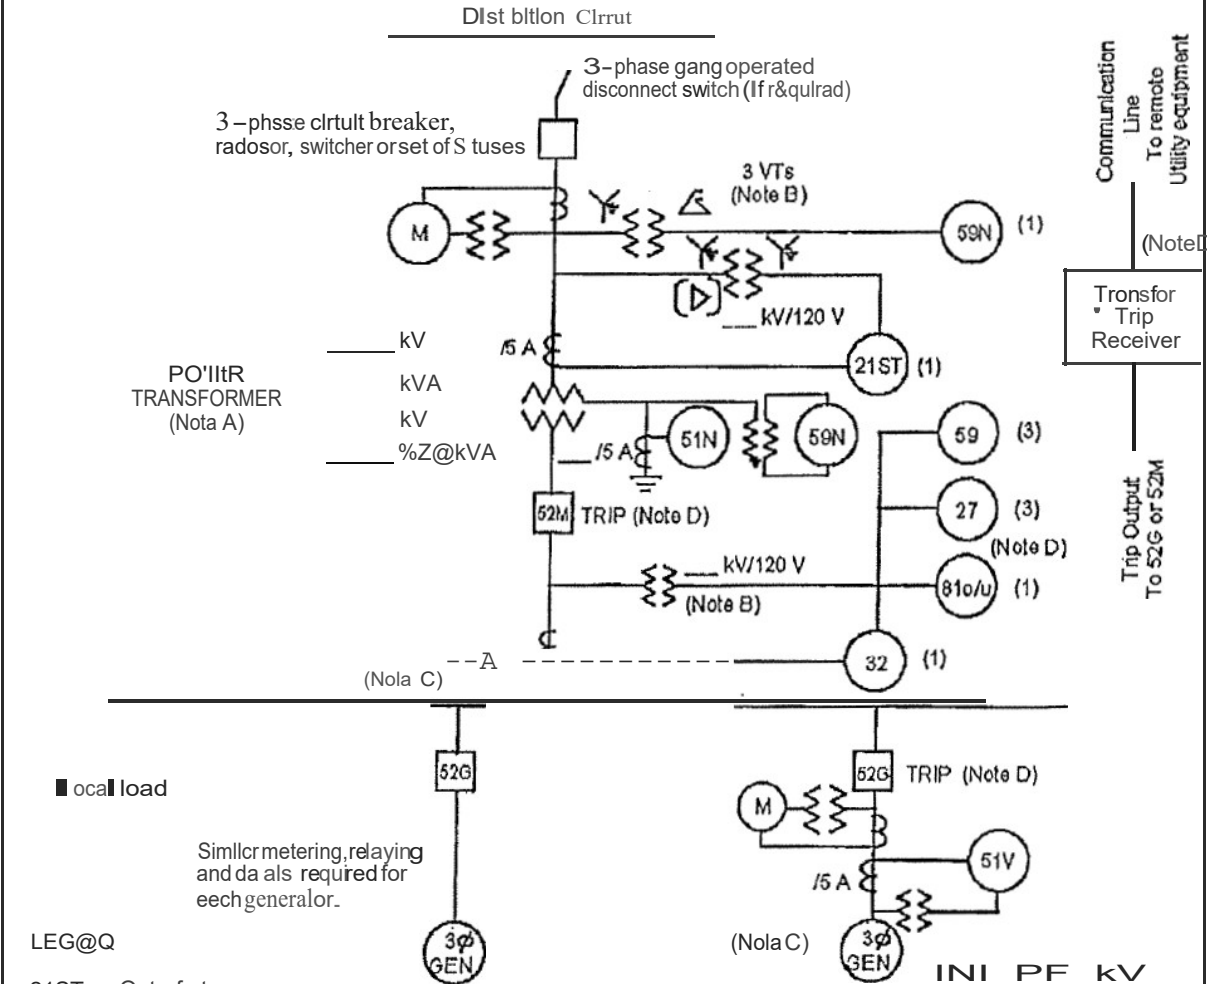 DIst bltlon Clrrut
3-phase gang operated
disconnect switch (If r&qulrad)
3-phsse clrtult breaker,
radosor, switcher or set of S tuses
3 VTs
(Note B)
M
59N (1)
kV/120 V
/5 A
21ST (1)
kV
PO'IItR
TRANSFORMER
(Nota A)
kVA
kV
%Z@kVA
/5 A
51N
59N
59 (3)
27 (3)
(Note D)
52M TRIP (Note D)
kV/120 V
(Note B)
81o/u (1)
--A
32 (1)
(Nola C)
Communication
Line
To remote
Utility equipment
(NoteD
Tronsfor
" Trip
Receiver
Trip Output
To 52G or 52M
52G
52G TRIP (Note D)
ocal load
M
Simllcr metering, relaying
and da als required for
eech generalor.
51V
/5 A
LEG@Q
3ø
GEN
(Nola C)
3ø
GEN
INI PF kV